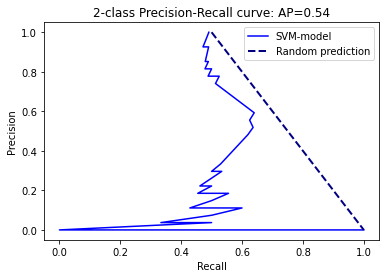 2-class Precision-Recall curve: AP=0.54
SVM-model
Random prediction
Precision
1.0
0.8
0.6
0.4
0.2
0.0
0.0 0.2 0.4 0.6 0.8 1.0
Recall